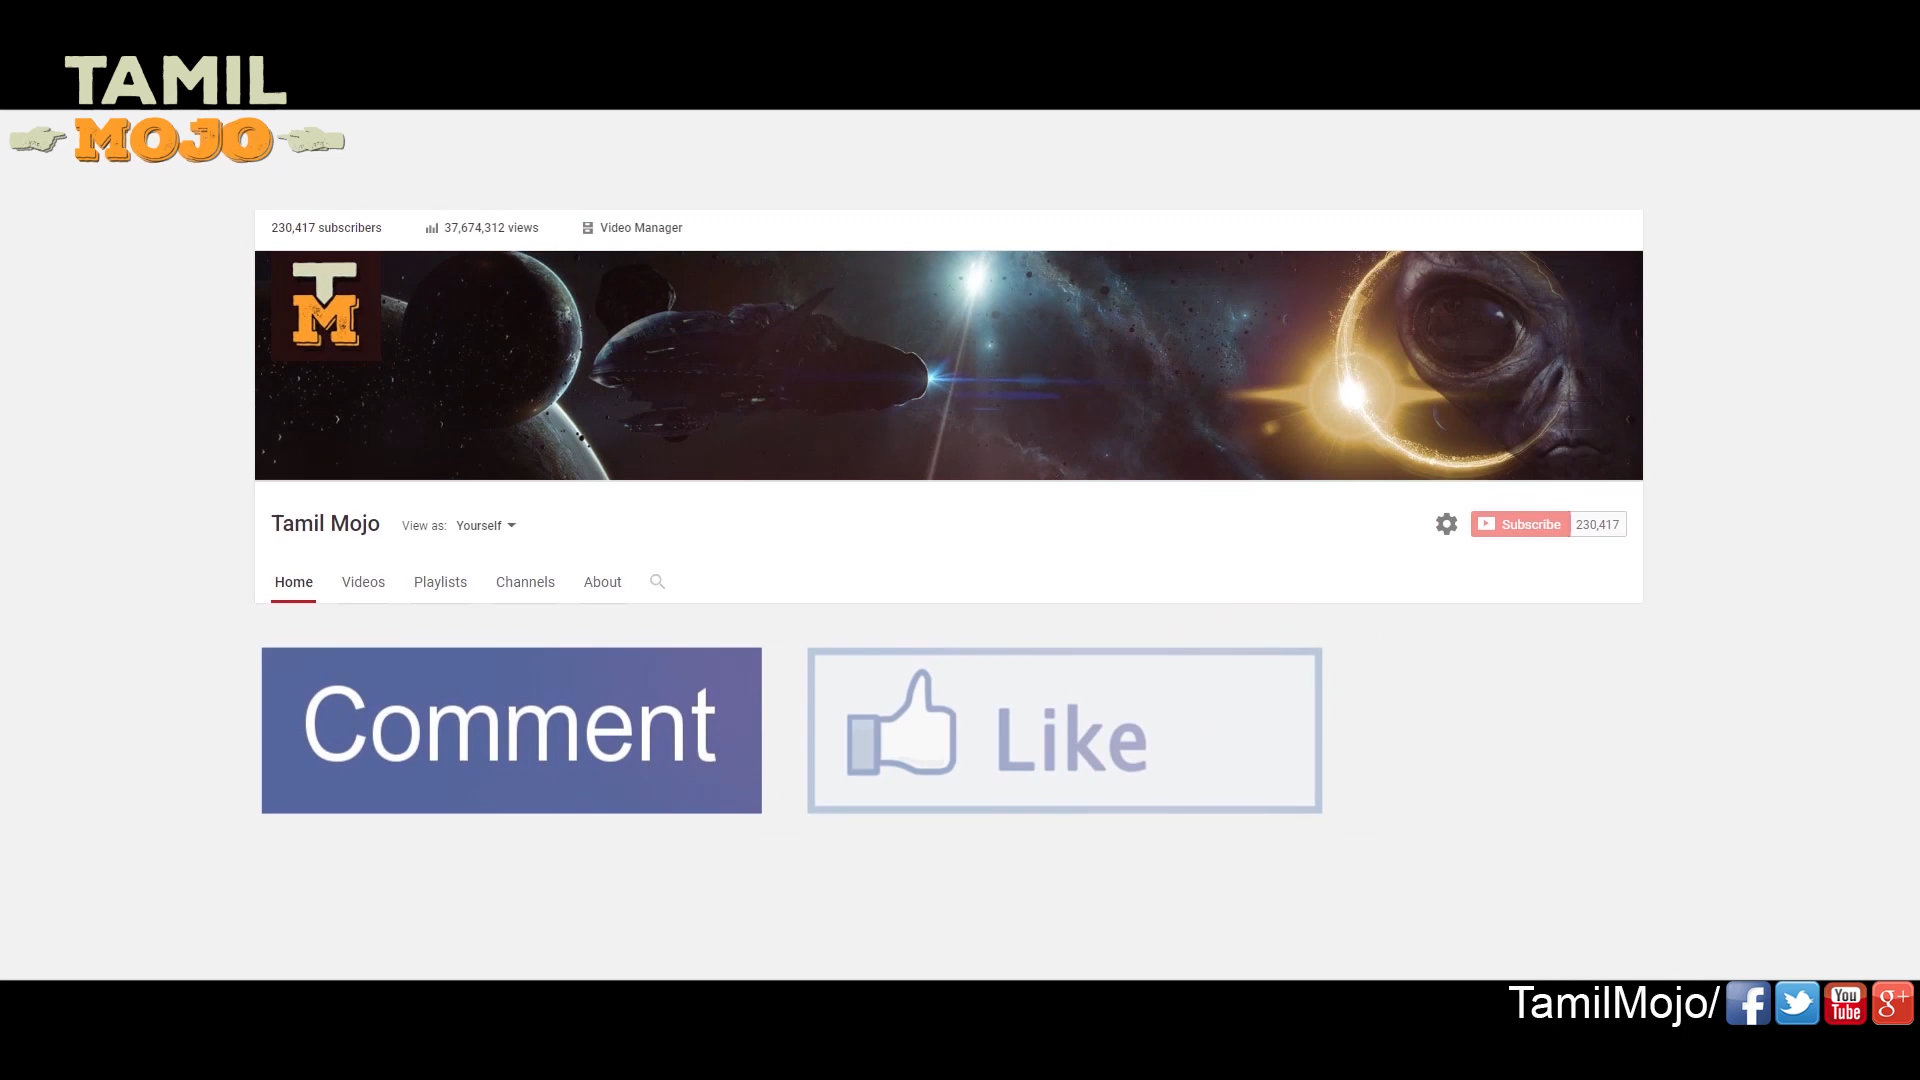 TAMIL
MOJO
230,417 subscribers
37,674,312 views
Video Manager
T
M
Tamil Mojo
View as: Yourself
Subscribe 230,417
Home Videos Playlists Channels About
Comment
Like
TamilMojo/ f You Tube g+